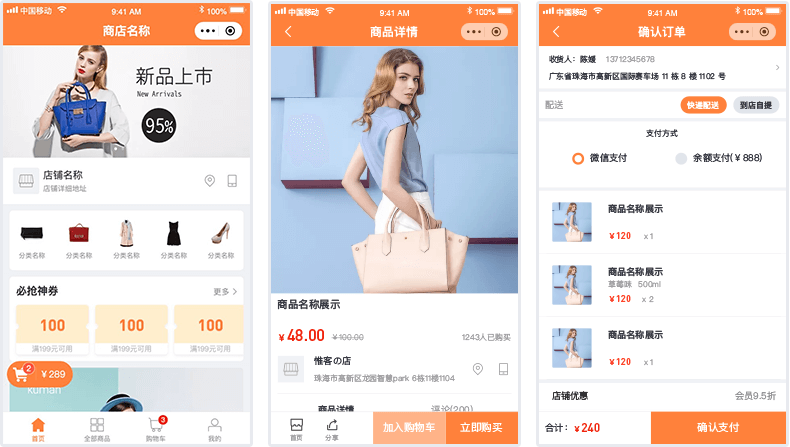 中国移动 9:41 AM 100%
商店名称
新品上市
New Arrivals
95%
店铺名称
店铺详细地址
分类名称 分类名称 分类名称 分类名称 分类名称
必抢神券 更多
100 100 100
满199元可用 满199元可用 满199元可用
2 ￥289
kuman
首页 全部商品 3 购物车 我的
中国移动 9:41 AM 100%
商品详情
商品名称展示
￥48.00 ￥100.00 1243人已购买
惟客の店
珠海市高新区龙园智慧park 6栋11楼1104
商品详情 评论(200)
首页 分享 加入购物车 立即购买
中国移动 9:41 AM 100%
确认订单
收货人：陈媛 13712345678
广东省珠海市高新区国际赛车场 11 栋 8 楼 1102 号
配送 快递配送 到店自提
支付方式
微信支付 余额支付(￥888)
商品名称展示
￥120 x 1
商品名称展示
草莓味 500ml
￥120 x 2
商品名称展示
￥120 x 1
店铺优惠 会员9.5折
合计：￥240 确认支付